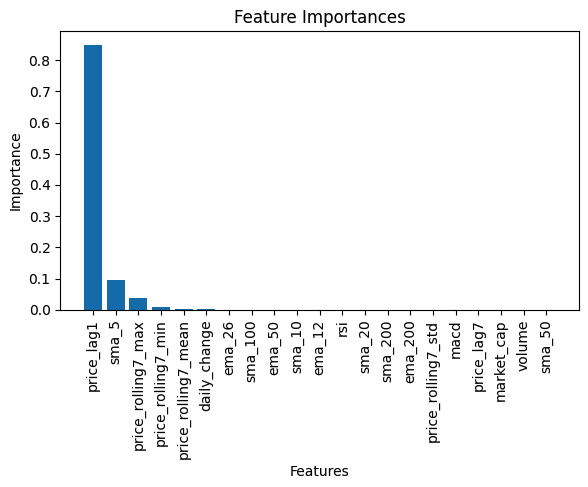 Feature Importances
Importance
0.8
0.7
0.6
0.5
0.4
0.3
0.2
0.1
0.0
price_lag1
sma_5
price_rolling7_max
price_rolling7_min
price_rolling7_mean
daily_change
ema_26
sma_100
ema_50
sma_10
ema_12
rsi
sma_20
sma_200
ema_200
price_rolling7_std
macd
price_lag7
market_cap
volume
sma_50
Features